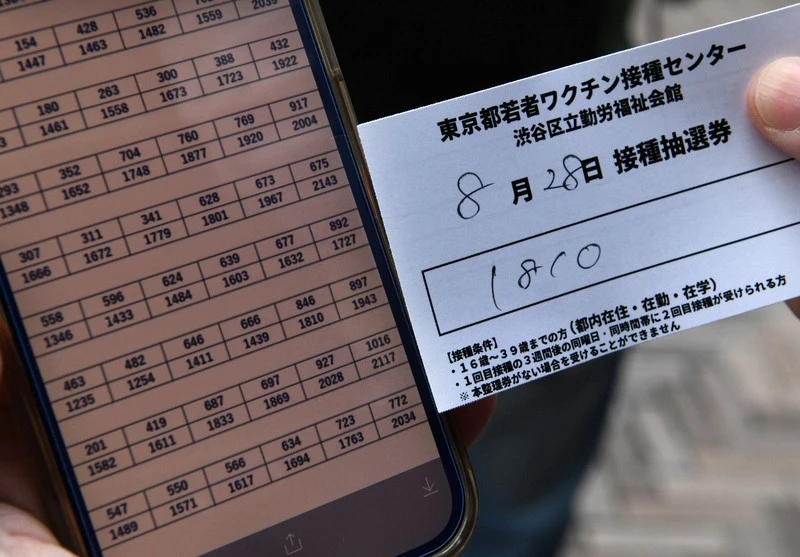 154 428 536
1447 1463 1482 1559 2039
180 263 300 388 432
1461 1558 1673 1723 1922
293 352 704 760 769 917
1348 1652 1748 1877 1920 2004
307 311 341 628 673 675
1666 1672 1779 1801 1967 2143
558 596 624 639 677 892
1346 1433 1484 1603 1632 1727
463 482 646 666 846 897
1235 1254 1411 1439 1810 1943
201 419 687 697 927 1016
1582 1611 1833 1869 2028 2117
547 550 566 634 723 772
1489 1571 1617 1694 1763 2034
東京都若者ワクチン接種センター
渋谷区立勤労福祉会館
8月28日 接種抽選券
1810
【接種条件】
・16歳～39歳までの方（都内在住・在勤・在学）
・1回目接種の3週間後の同曜日・同時間帯に2回目接種が受けられる方
※本整理券がない場合を受けることができません